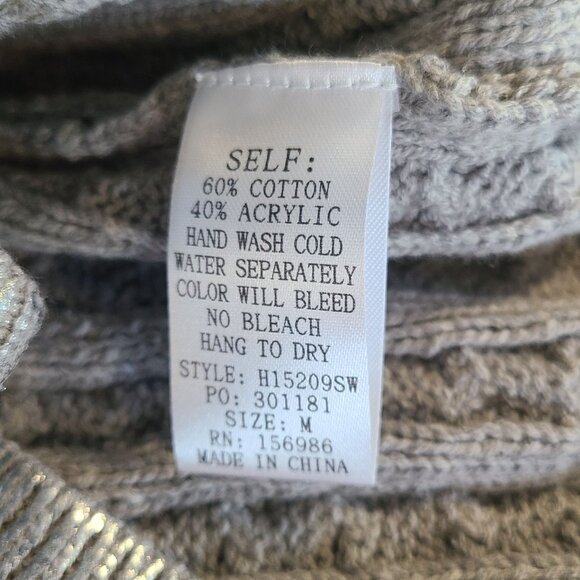 SELF:
60% COTTON
40% ACRYLIC
HAND WASH COLD
WATER SEPARATELY
COLOR WILL BLEED
NO BLEACH
HANG TO DRY
STYLE: H15209SW
PO: 301181
SIZE: M
RN: 156986
MADE IN CHINA